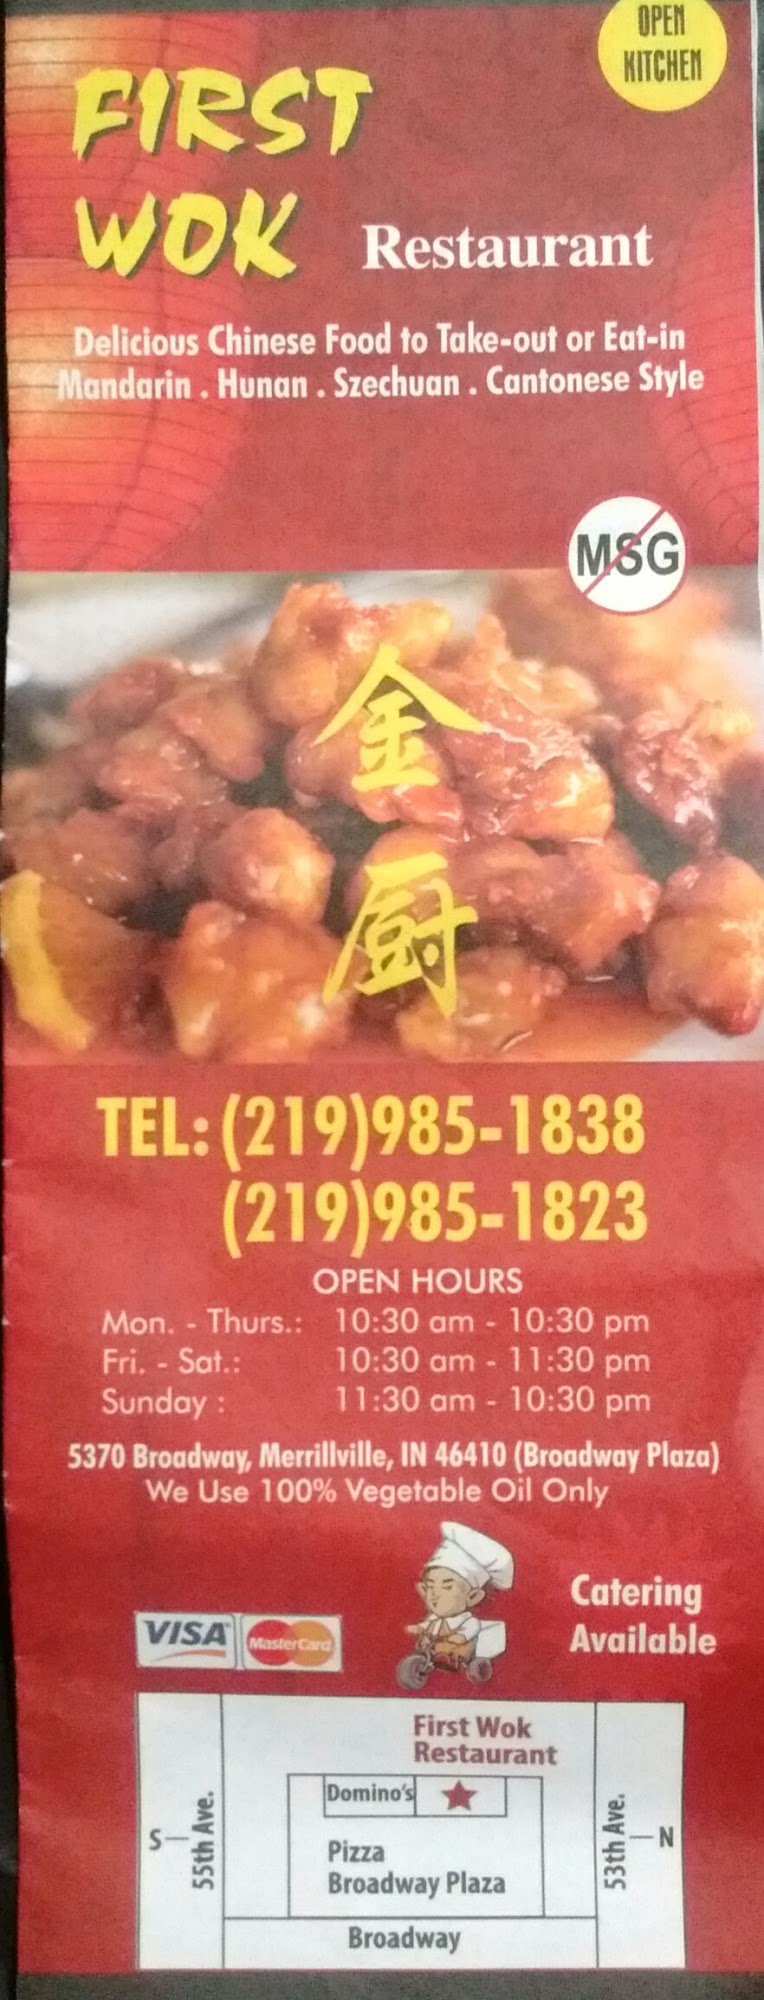 OPEN
KITCHEN
FIRST
WOK Restaurant
Delicious Chinese Food to Take-out or Eat-in
Mandarin . Hunan . Szechuan . Cantonese Style
MSG
金
厨
TEL: (219)985-1838
(219)985-1823
OPEN HOURS
Mon. - Thurs.: 10:30 am - 10:30 pm
Fri. - Sat.: 10:30 am - 11:30 pm
Sunday : 11:30 am - 10:30 pm
5370 Broadway, Merrillville, IN 46410 (Broadway Plaza)
We Use 100% Vegetable Oil Only
Catering
Available
VISA MasterCard
First Wok
Restaurant
Domino's
Pizza
Broadway Plaza
S
55th Ave.
53th Ave.
N
Broadway